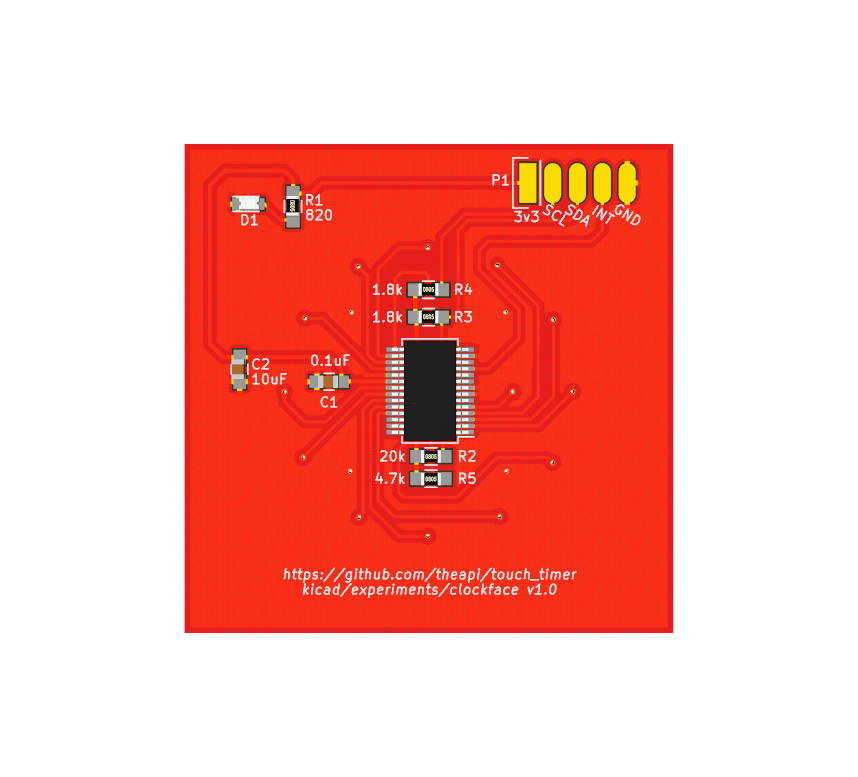 P1
3v3 SCL SDA INT GND
R1
820
D1
1.8k R4
1.8k R3
0.1uF
C2
10uF
C1
20k R2
4.7k R5
https://github.com/theapi/touch_timer
kicad/experiments/clockface v1.0